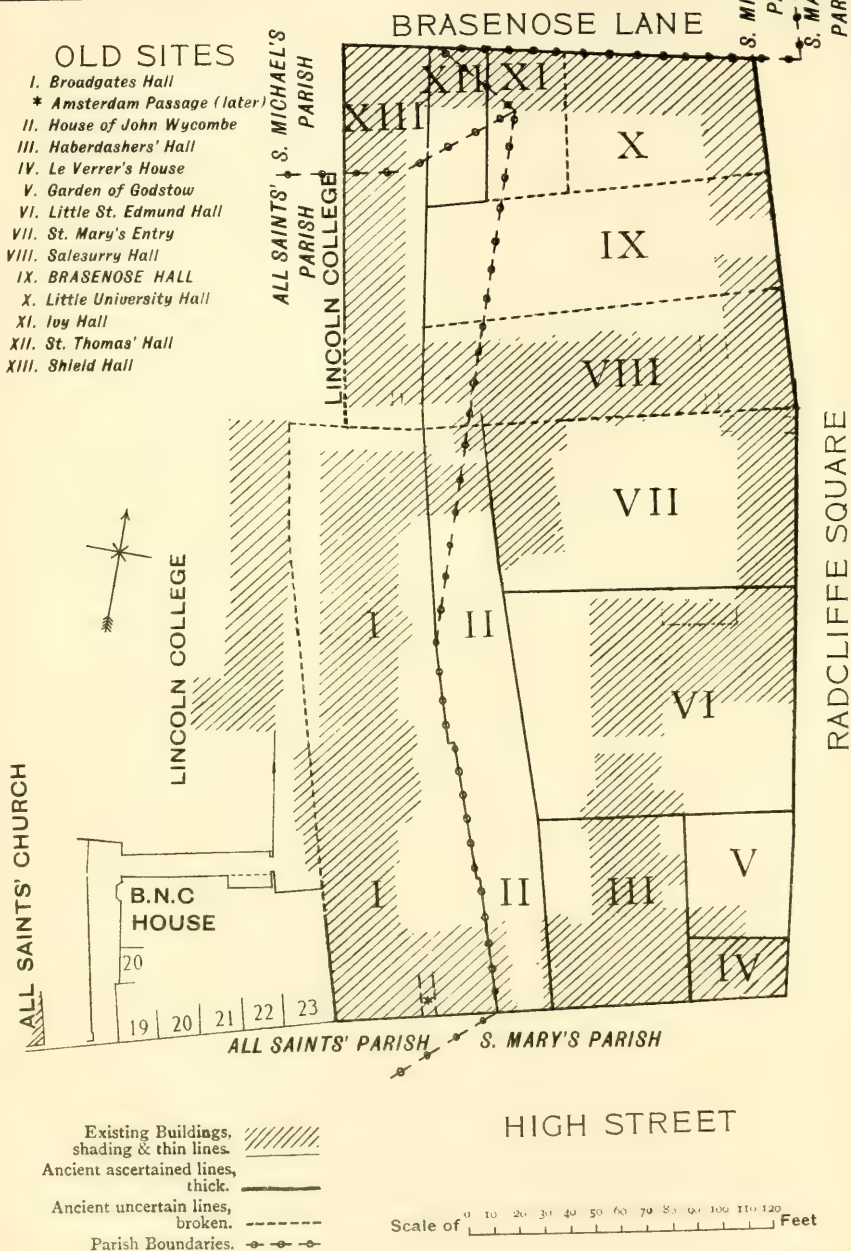 BRASENOSE LANE
OLD SITES
I. Broadgates Hall
* Amsterdam Passage (later)
II. House of John Wycombe
III. Haberdashers' Hall
IV. Le Verrer's House
V. Garden of Godstow
VI. Little St. Edmund Hall
VII. St. Mary's Entry
VIII. Salesurry Hall
IX. BRASENOSE HALL
X. Little University Hall
XI. Ivy Hall
XII. St. Thomas' Hall
XIII. Shield Hall
S. MICHAEL'S
PARISH
ALL SAINTS'
PARISH
S. MI
PA
S. MA
PAR
XIII
XII
XI
X
IX
VIII
VII
VI
V
IV
III
II
II
I
I
*
LINCOLN COLLEGE
LINCOLN COLLEGE
RADCLIFFE SQUARE
ALL SAINTS' CHURCH
B.N.C
HOUSE
20
19 20 21 22 23
ALL SAINTS' PARISH
S. MARY'S PARISH
HIGH STREET
Existing Buildings,
shading & thin lines.
Ancient ascertained lines,
thick.
Ancient uncertain lines,
broken.
Parish Boundaries.
Scale of 0 10 20 30 40 50 60 70 80 90 100 110 120 Feet